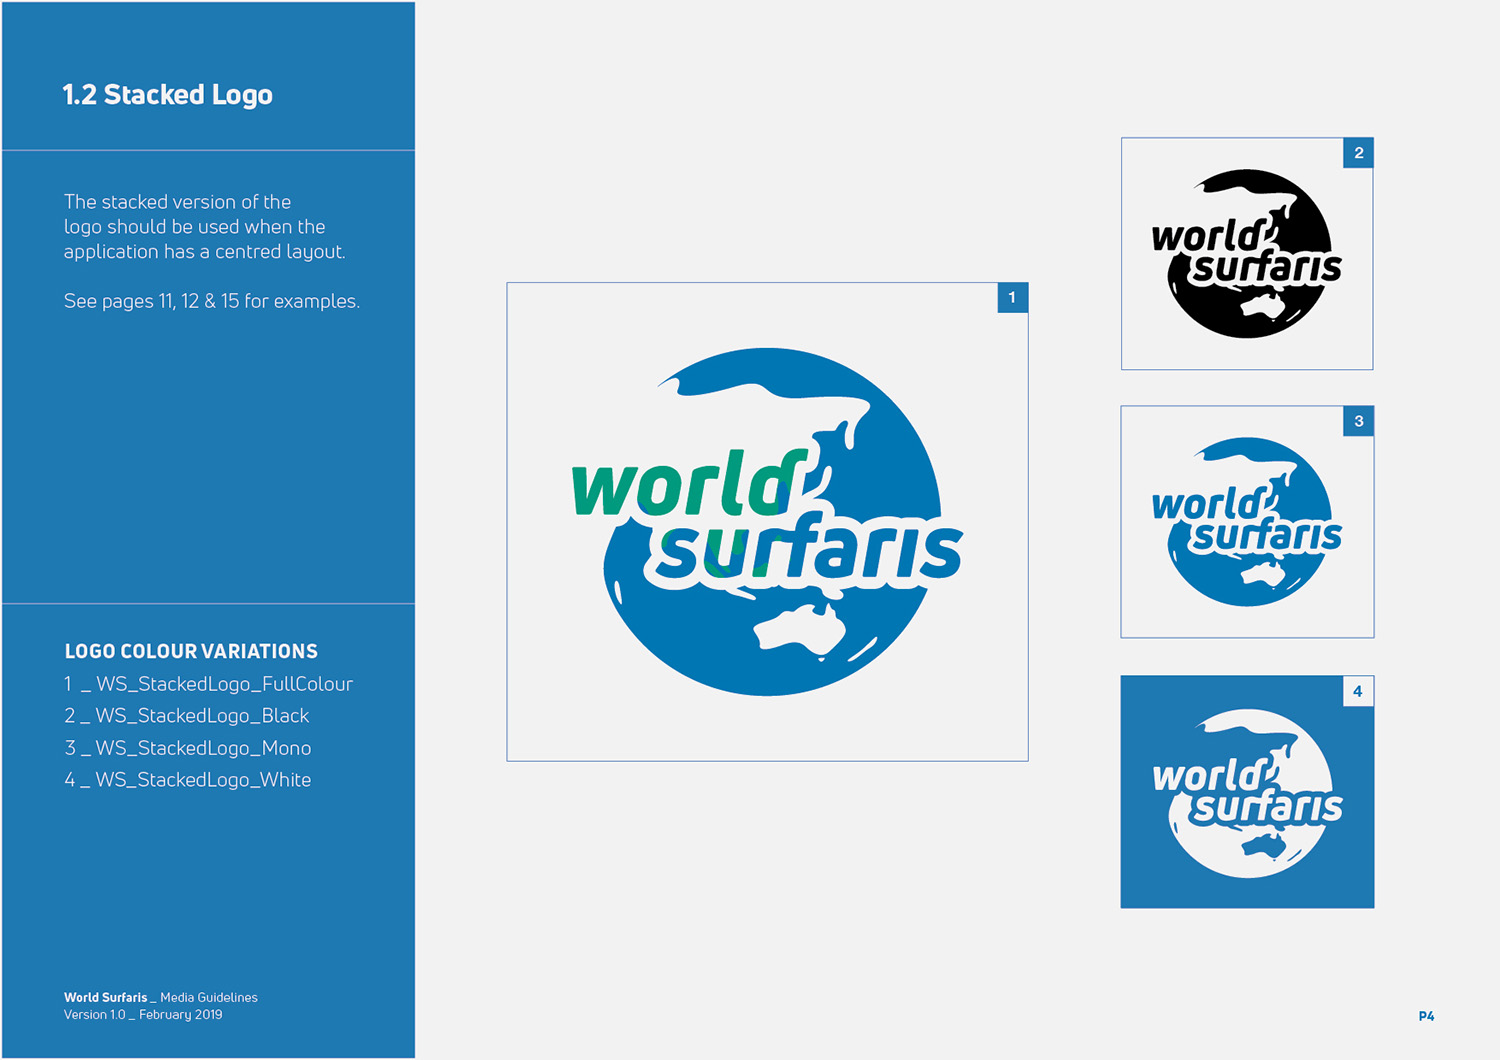 1.2 Stacked Logo
The stacked version of the
logo should be used when the
application has a centred layout.
See pages 11, 12 & 15 for examples.
LOGO COLOUR VARIATIONS
1 _ WS_StackedLogo_FullColour
2 _ WS_StackedLogo_Black
3 _ WS_StackedLogo_Mono
4 _ WS_StackedLogo_White
World Surfaris _ Media Guidelines
Version 1.0 _ February 2019
1
world
surfaris
2
world
surfaris
3
world
surfaris
4
world
surfaris
P4